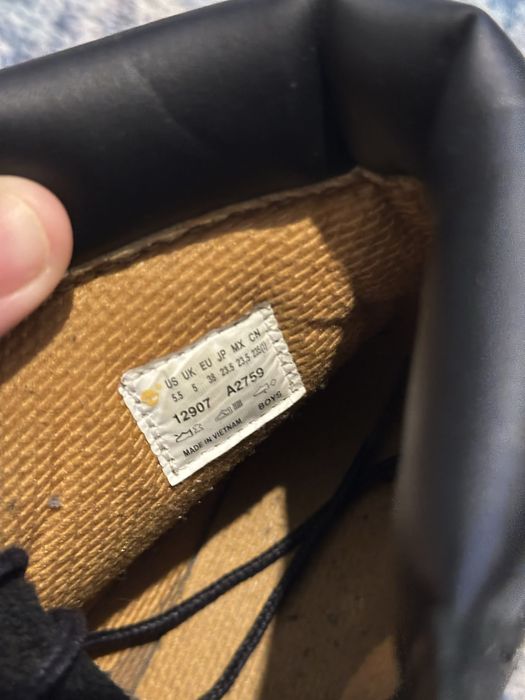 US UK EU JP MX CN
5.5 5 38 23.5 23.5 235(1)
12907 A2759
BOYS
MADE IN VIETNAM